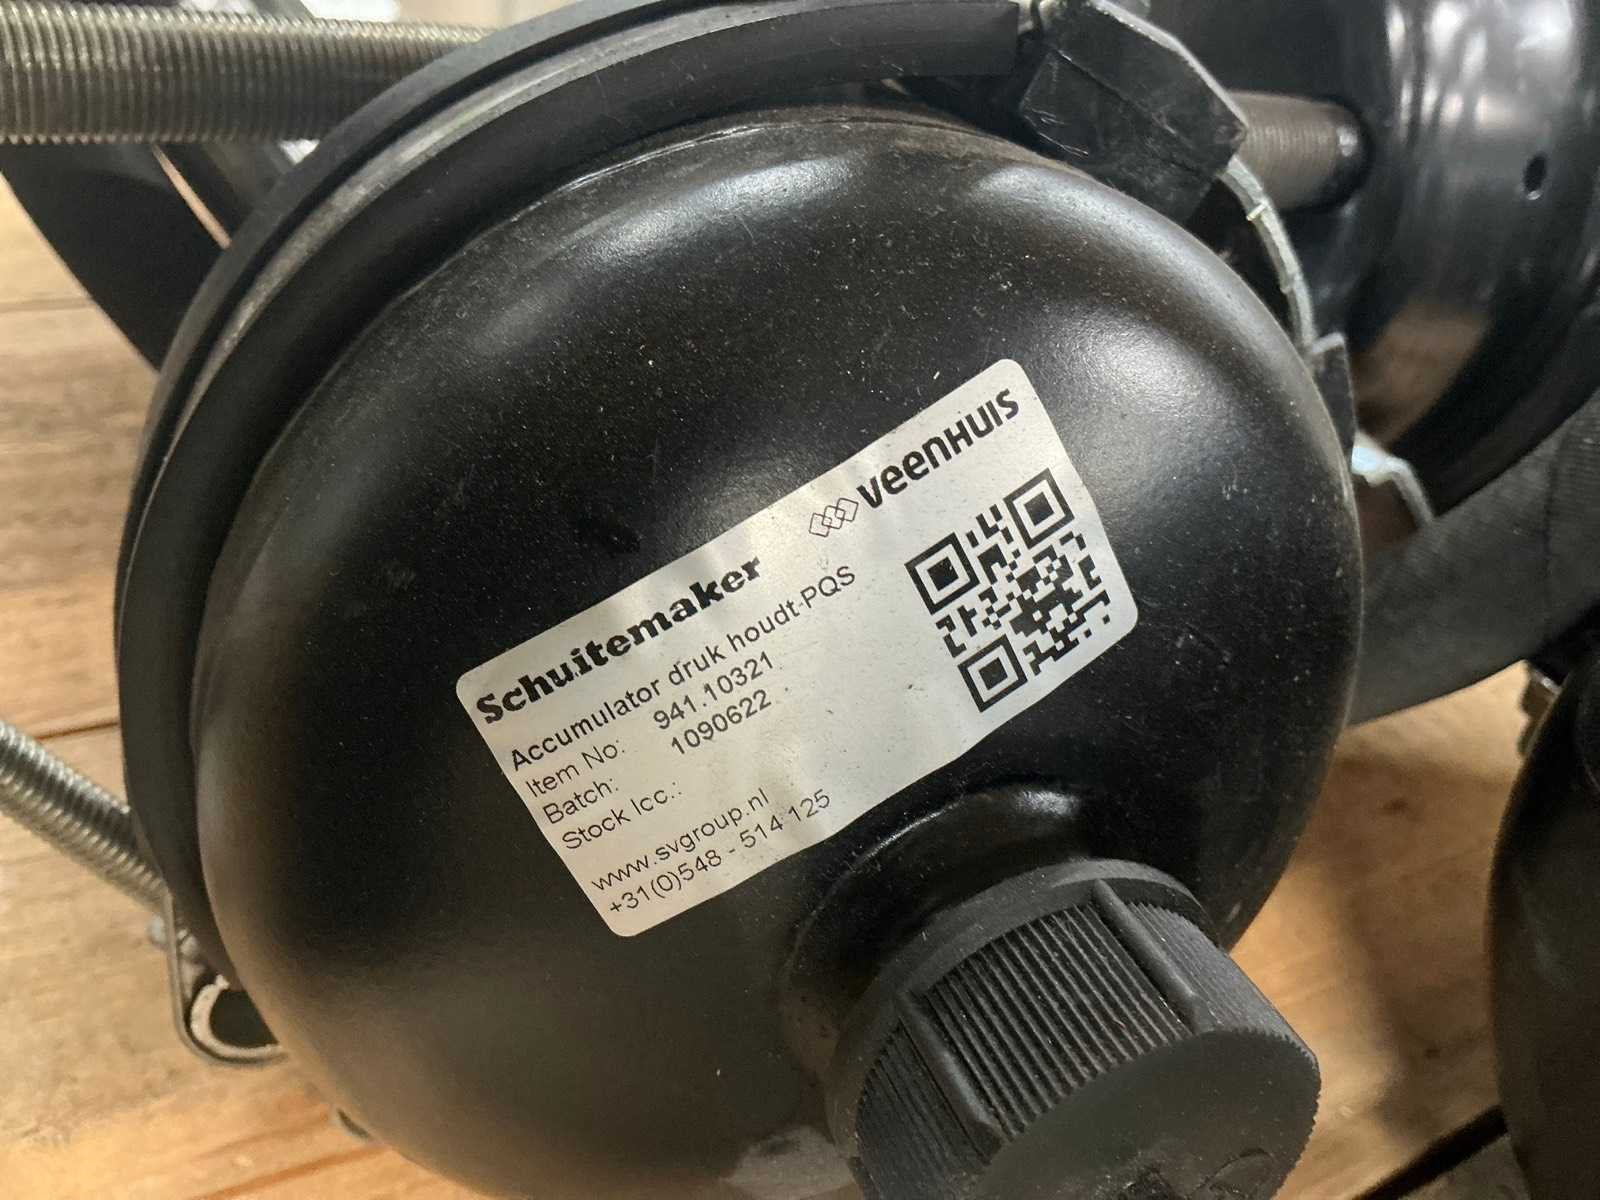 Schuitemaker
VEENHUIS
Accumulator druk houdt-PQS
Item No: 941.10321
Batch: 1090622
Stock lcc.:
www.svgroup.nl
+31(0)548 - 514 125